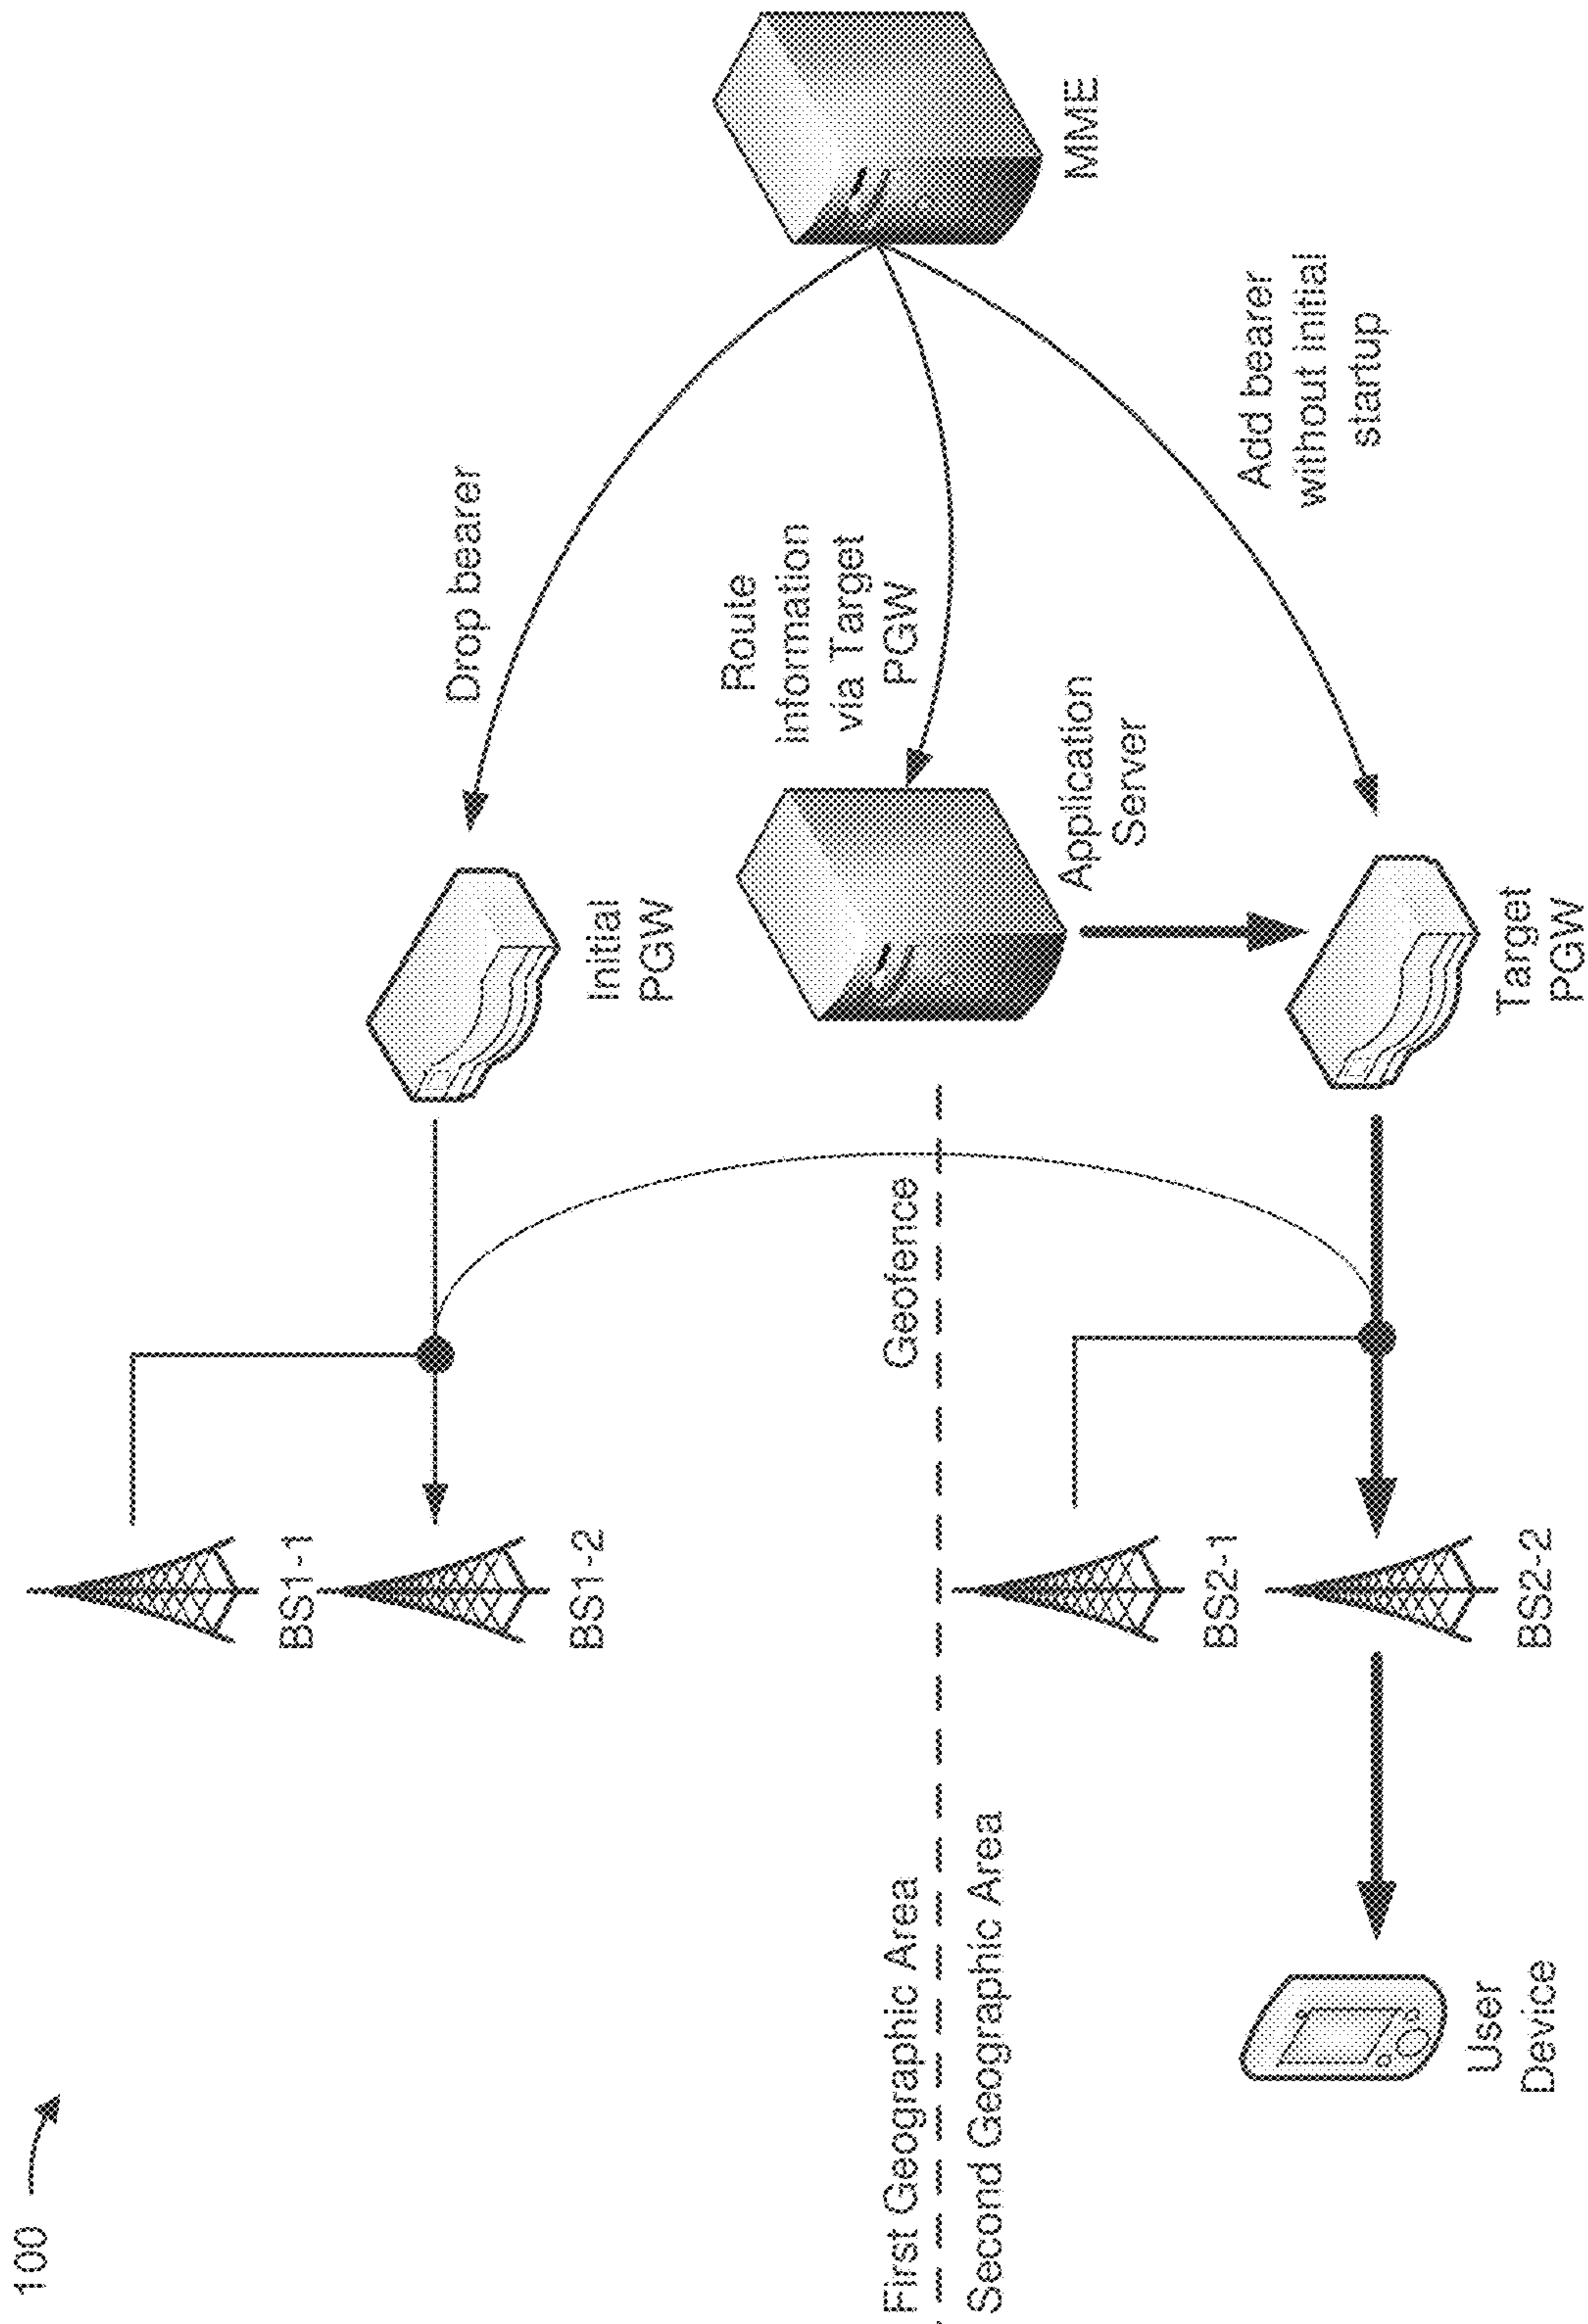 100
First Geographic Area
Second Geographic Area
User
Device
BS1-1
BS1-2
BS2-1
BS2-2
Geofence
Initial
PGW
Application
Server
Target
PGW
Drop bearer
Route
information
via Target
PGW
Add bearer
without initial
startup
MME